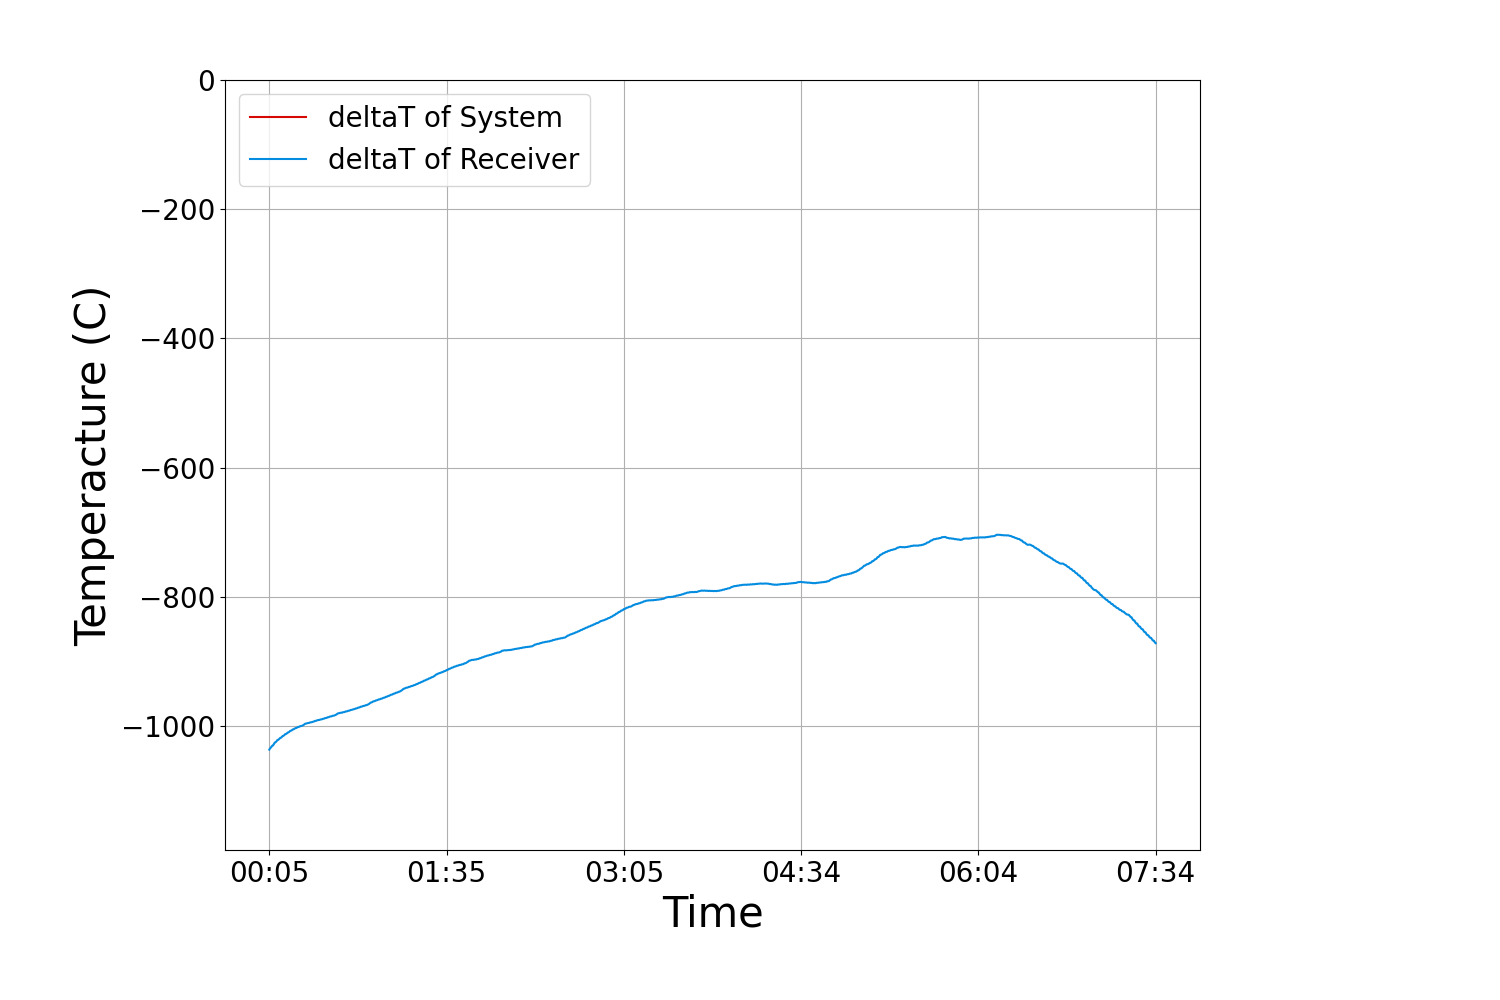 0
−200
−400
−600
−800
−1000
Temperacture (C)
deltaT of System
deltaT of Receiver
00:05 01:35 03:05 04:34 06:04 07:34
Time